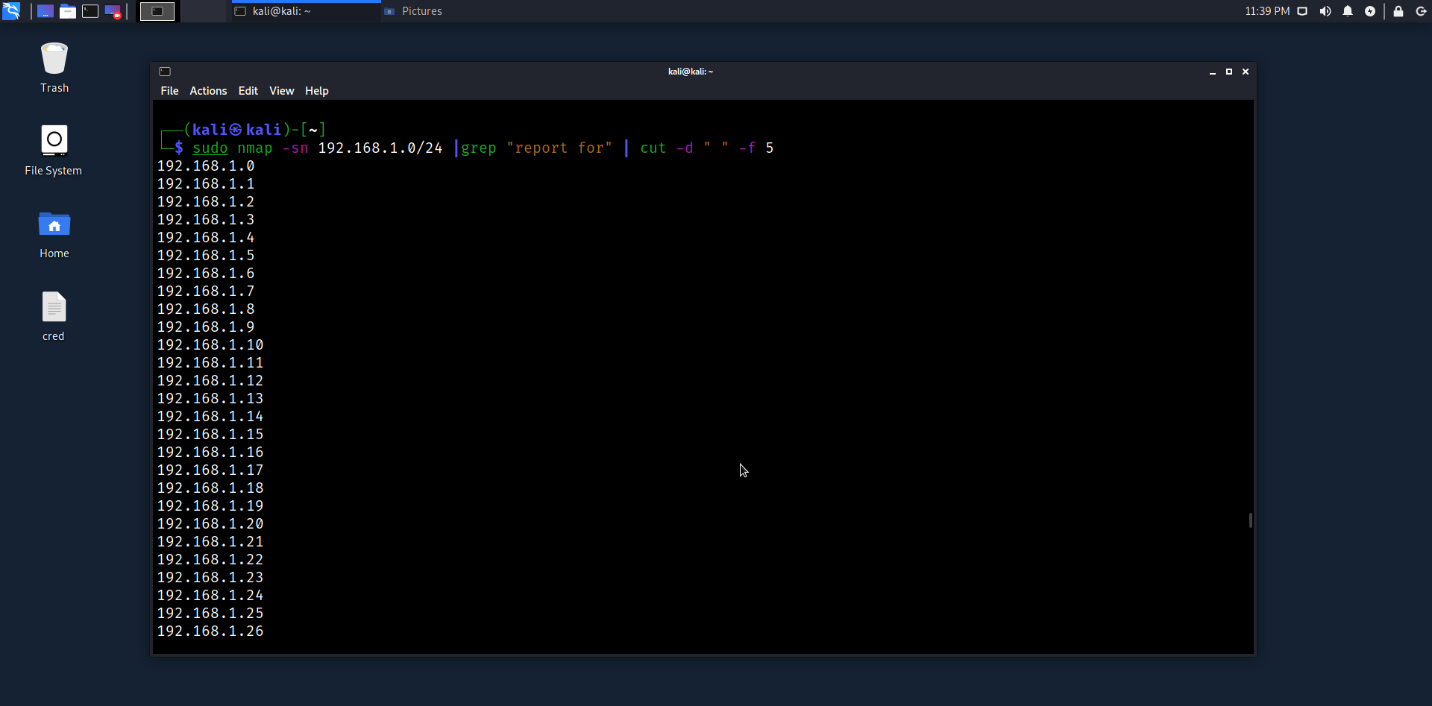 kali@kali: ~
Pictures
11:39 PM
Trash
File System
Home
cred
kali@kali: ~
File Actions Edit View Help
(kali㉿kali)-[~]
$ sudo nmap -sn 192.168.1.0/24 |grep "report for" | cut -d " " -f 5
192.168.1.0
192.168.1.1
192.168.1.2
192.168.1.3
192.168.1.4
192.168.1.5
192.168.1.6
192.168.1.7
192.168.1.8
192.168.1.9
192.168.1.10
192.168.1.11
192.168.1.12
192.168.1.13
192.168.1.14
192.168.1.15
192.168.1.16
192.168.1.17
192.168.1.18
192.168.1.19
192.168.1.20
192.168.1.21
192.168.1.22
192.168.1.23
192.168.1.24
192.168.1.25
192.168.1.26